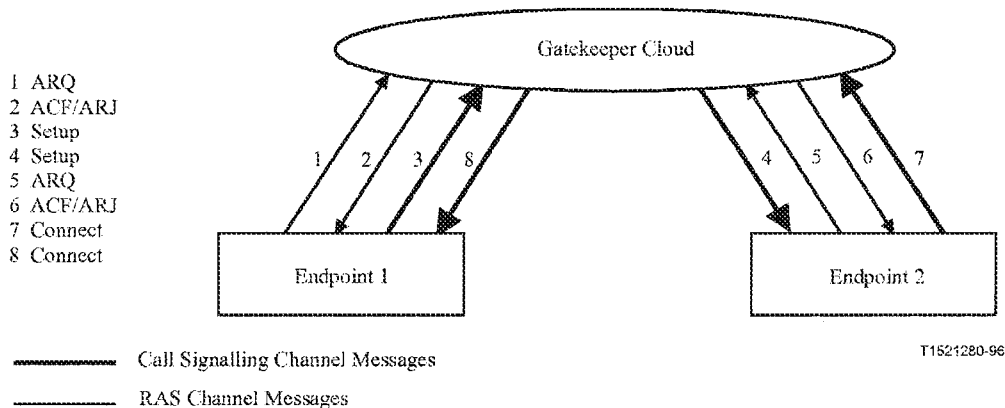 Gatekeeper Cloud
1 ARQ
2 ACF/ARJ
3 Setup
4 Setup
5 ARQ
6 ACF/ARJ
7 Connect
8 Connect
1 2 3 8 4 5 6 7
Endpoint 1 Endpoint 2
T1521280-96
Call Signalling Channel Messages
RAS Channel Messages